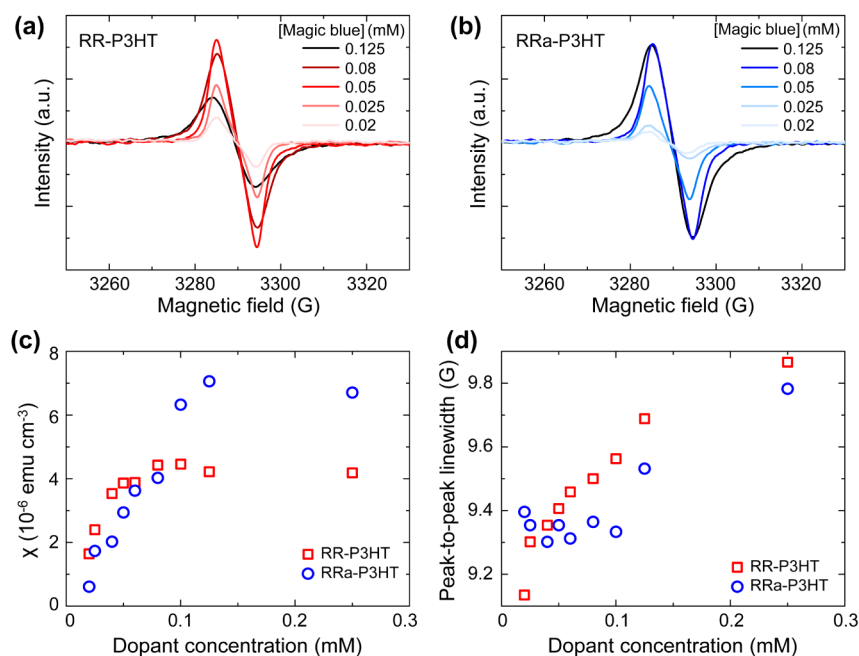 (a)
RR-P3HT
[Magic blue] (mM)
0.125
0.08
0.05
0.025
0.02
Intensity (a.u.)
3260 3280 3300 3320
Magnetic field (G)
(b)
RRa-P3HT
[Magic blue] (mM)
0.125
0.08
0.05
0.025
0.02
Intensity (a.u.)
3260 3280 3300 3320
Magnetic field (G)
(c)
8
6
4
2
0
χ (10⁻⁶ emu cm⁻³)
RR-P3HT
RRa-P3HT
0.0 0.1 0.2 0.3
Dopant concentration (mM)
(d)
9.8
9.6
9.4
9.2
Peak-to-peak linewidth (G)
RR-P3HT
RRa-P3HT
0.0 0.1 0.2 0.3
Dopant concentration (mM)